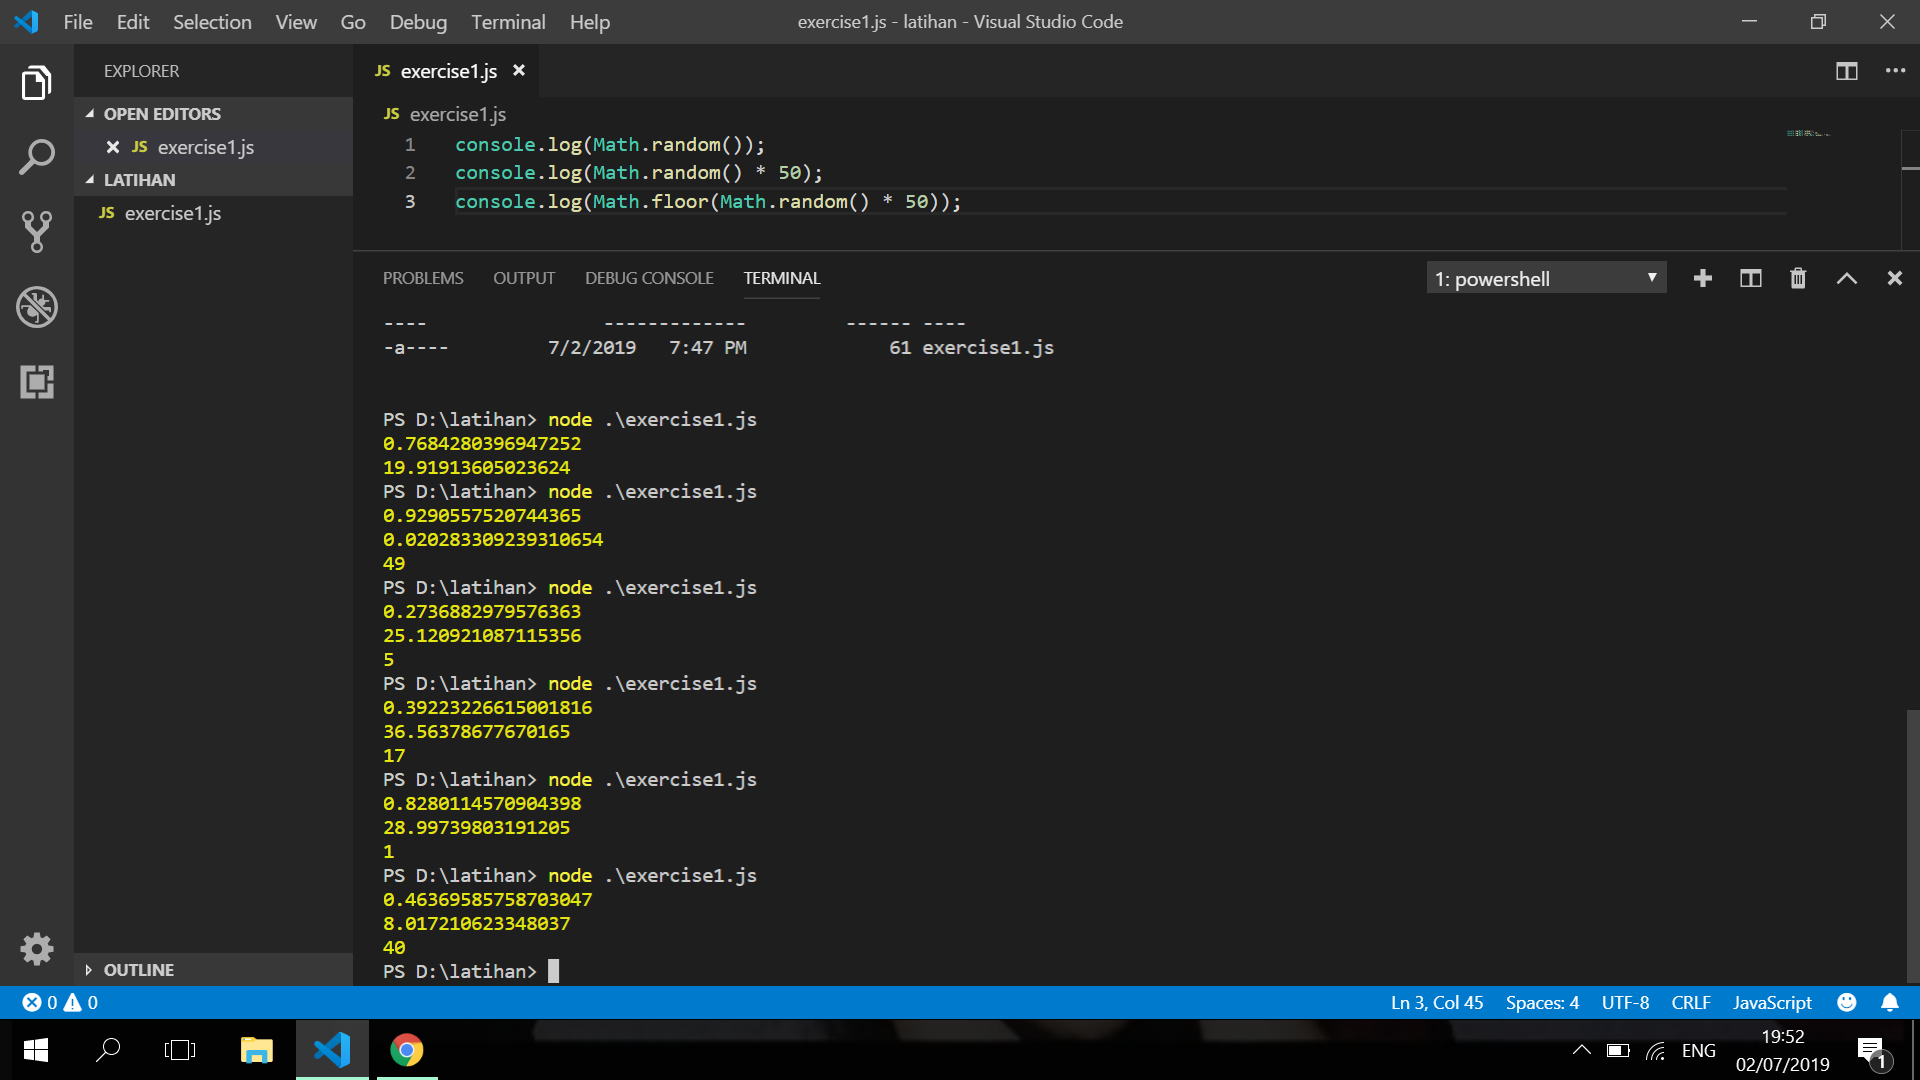 File Edit Selection View Go Debug Terminal Help
exercise1.js - latihan - Visual Studio Code
EXPLORER
OPEN EDITORS
JS exercise1.js
LATIHAN
JS exercise1.js
OUTLINE
JS exercise1.js
JS exercise1.js
1 console.log(Math.random());
2 console.log(Math.random() * 50);
3 console.log(Math.floor(Math.random() * 50));
PROBLEMS OUTPUT DEBUG CONSOLE TERMINAL
1: powershell
---- ------------- ------ ----
-a---- 7/2/2019 7:47 PM 61 exercise1.js
PS D:\latihan> node .\exercise1.js
0.7684280396947252
19.91913605023624
PS D:\latihan> node .\exercise1.js
0.9290557520744365
0.020283309239310654
49
PS D:\latihan> node .\exercise1.js
0.2736882979576363
25.120921087115356
5
PS D:\latihan> node .\exercise1.js
0.39223226615001816
36.56378677670165
17
PS D:\latihan> node .\exercise1.js
0.8280114570904398
28.99739803191205
1
PS D:\latihan> node .\exercise1.js
0.46369585758703047
8.017210623348037
40
PS D:\latihan>
0 0
Ln 3, Col 45 Spaces: 4 UTF-8 CRLF JavaScript
ENG
19:52
02/07/2019
1